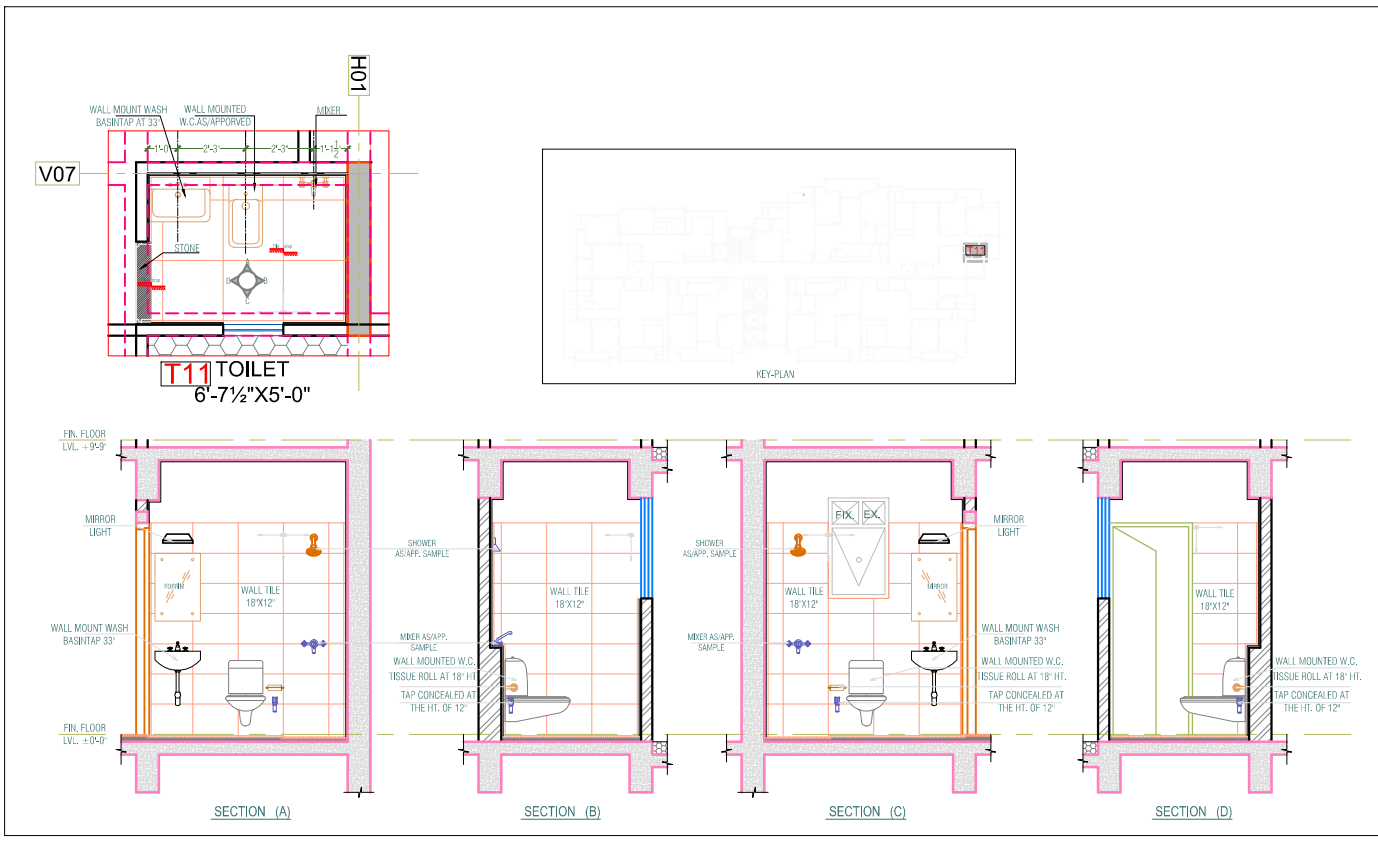 H01
WALL MOUNT WASH
BASINTAP AT 33"
WALL MOUNTED
W.C.AS/APPORVED
MIXER
1'-0"
2'-3"
2'-3"
1'-1½"
V07
STONE
A
D
B
C
T11 TOILET
6'-7½"X5'-0"
T11
KEY-PLAN
FIN. FLOOR
LVL. +9'-9"
MIRROR
LIGHT
WALL TILE
18"X12"
WALL MOUNT WASH
BASINTAP 33"
FIN. FLOOR
LVL. ±0'-0"
SECTION (A)
SHOWER
AS/APP. SAMPLE
WALL TILE
18"X12"
MIXER AS/APP.
SAMPLE
WALL MOUNTED W.C.
TISSUE ROLL AT 18" HT.
TAP CONCEALED AT
THE HT. OF 12"
SECTION (B)
SHOWER
AS/APP. SAMPLE
FIX.
EX.
MIRROR
LIGHT
WALL TILE
18"X12"
MIRROR
MIXER AS/APP.
SAMPLE
WALL MOUNT WASH
BASINTAP 33"
WALL MOUNTED W.C.
TISSUE ROLL AT 18" HT.
TAP CONCEALED AT
THE HT. OF 12"
SECTION (C)
WALL TILE
18"X12"
WALL MOUNTED W.C.
TISSUE ROLL AT 18" HT.
TAP CONCEALED AT
THE HT. OF 12"
SECTION (D)